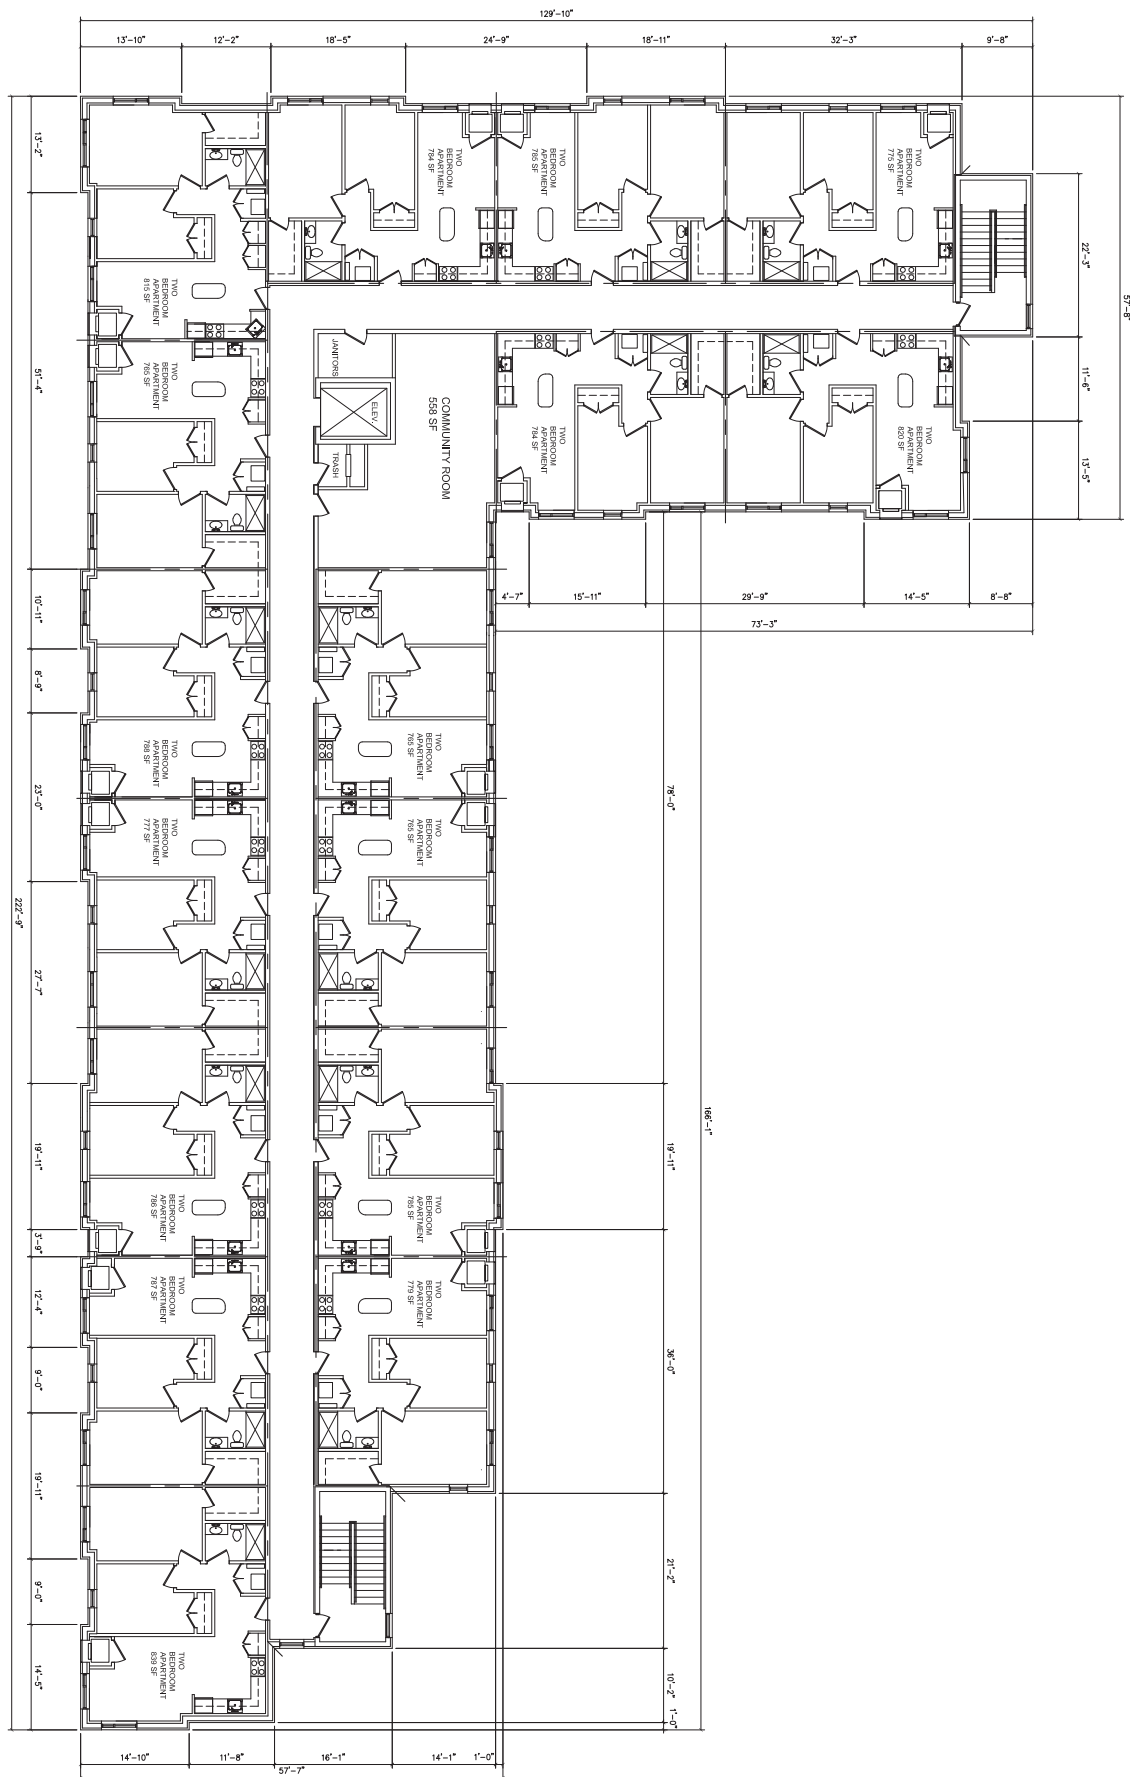 129'-10"
13'-10"
12'-2"
18'-5"
24'-9"
18'-11"
32'-3"
9'-8"
13'-2"
51'-4"
10'-11"
8'-9"
23'-0"
27'-7"
19'-11"
3'-9"
12'-4"
9'-0"
19'-11"
9'-0"
14'-5"
222'-9"
TWO
BEDROOM
APARTMENT
784 SF
TWO
BEDROOM
APARTMENT
785 SF
TWO
BEDROOM
APARTMENT
775 SF
22'-3"
57'-8"
11'-6"
13'-5"
TWO
BEDROOM
APARTMENT
815 SF
TWO
BEDROOM
APARTMENT
765 SF
JANITORS
ELEV.
TRASH
COMMUNITY ROOM
558 SF
TWO
BEDROOM
APARTMENT
784 SF
TWO
BEDROOM
APARTMENT
820 SF
4'-7"
15'-11"
29'-9"
14'-5"
8'-8"
73'-3"
TWO
BEDROOM
APARTMENT
788 SF
TWO
BEDROOM
APARTMENT
765 SF
TWO
BEDROOM
APARTMENT
777 SF
TWO
BEDROOM
APARTMENT
765 SF
78'-0"
166'-1"
19'-11"
36'-0"
21'-2"
10'-2"
1'-0"
TWO
BEDROOM
APARTMENT
786 SF
TWO
BEDROOM
APARTMENT
785 SF
TWO
BEDROOM
APARTMENT
787 SF
TWO
BEDROOM
APARTMENT
779 SF
TWO
BEDROOM
APARTMENT
839 SF
14'-10"
11'-8"
16'-1"
14'-1"
1'-0"
57'-7"